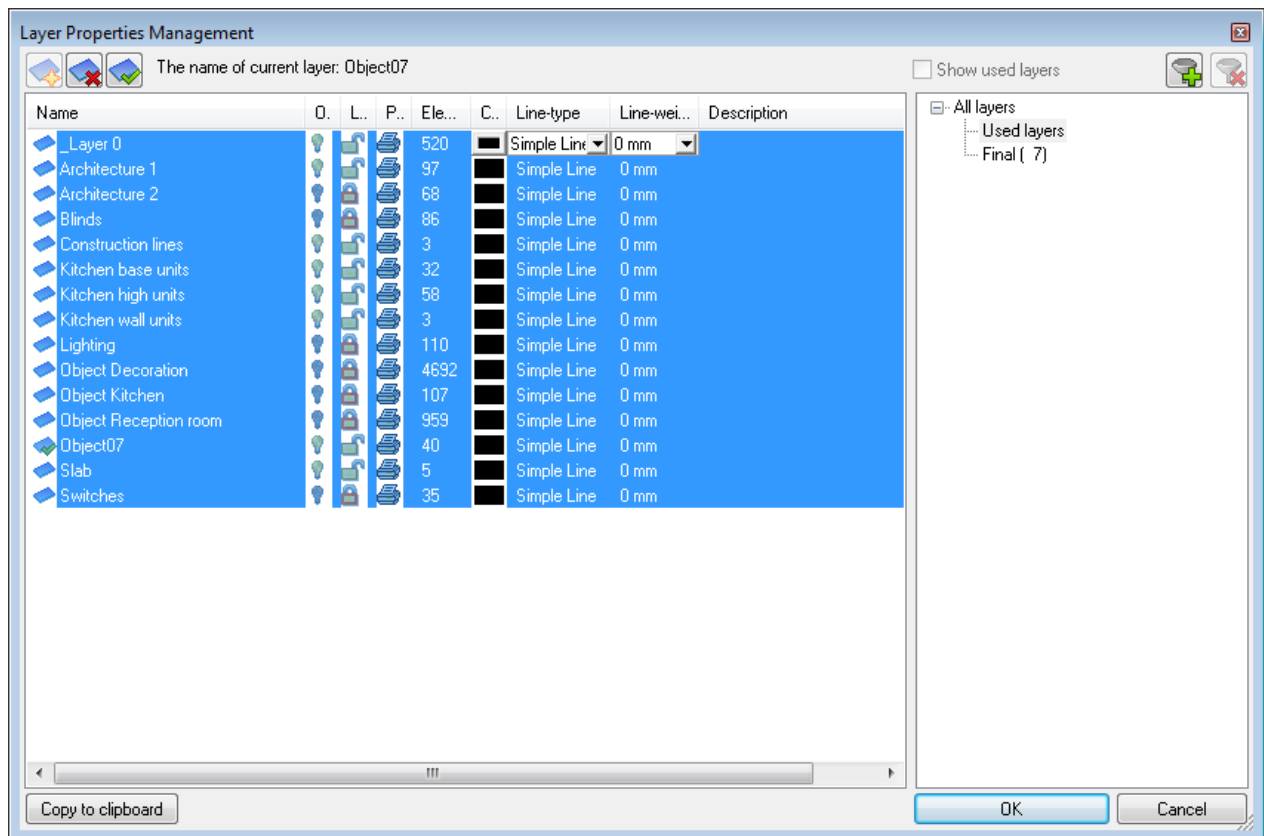 Layer Properties Management
The name of current layer: Object07
Show used layers
Name O. L.. P.. Ele... C.. Line-type Line-wei... Description
_Layer 0 520 Simple Line 0 mm
Architecture 1 97 Simple Line 0 mm
Architecture 2 68 Simple Line 0 mm
Blinds 86 Simple Line 0 mm
Construction lines 3 Simple Line 0 mm
Kitchen base units 32 Simple Line 0 mm
Kitchen high units 58 Simple Line 0 mm
Kitchen wall units 3 Simple Line 0 mm
Lighting 110 Simple Line 0 mm
Object Decoration 4692 Simple Line 0 mm
Object Kitchen 107 Simple Line 0 mm
Object Reception room 959 Simple Line 0 mm
Object07 40 Simple Line 0 mm
Slab 5 Simple Line 0 mm
Switches 35 Simple Line 0 mm
All layers
Used layers
Final ( 7)
Copy to clipboard
OK
Cancel